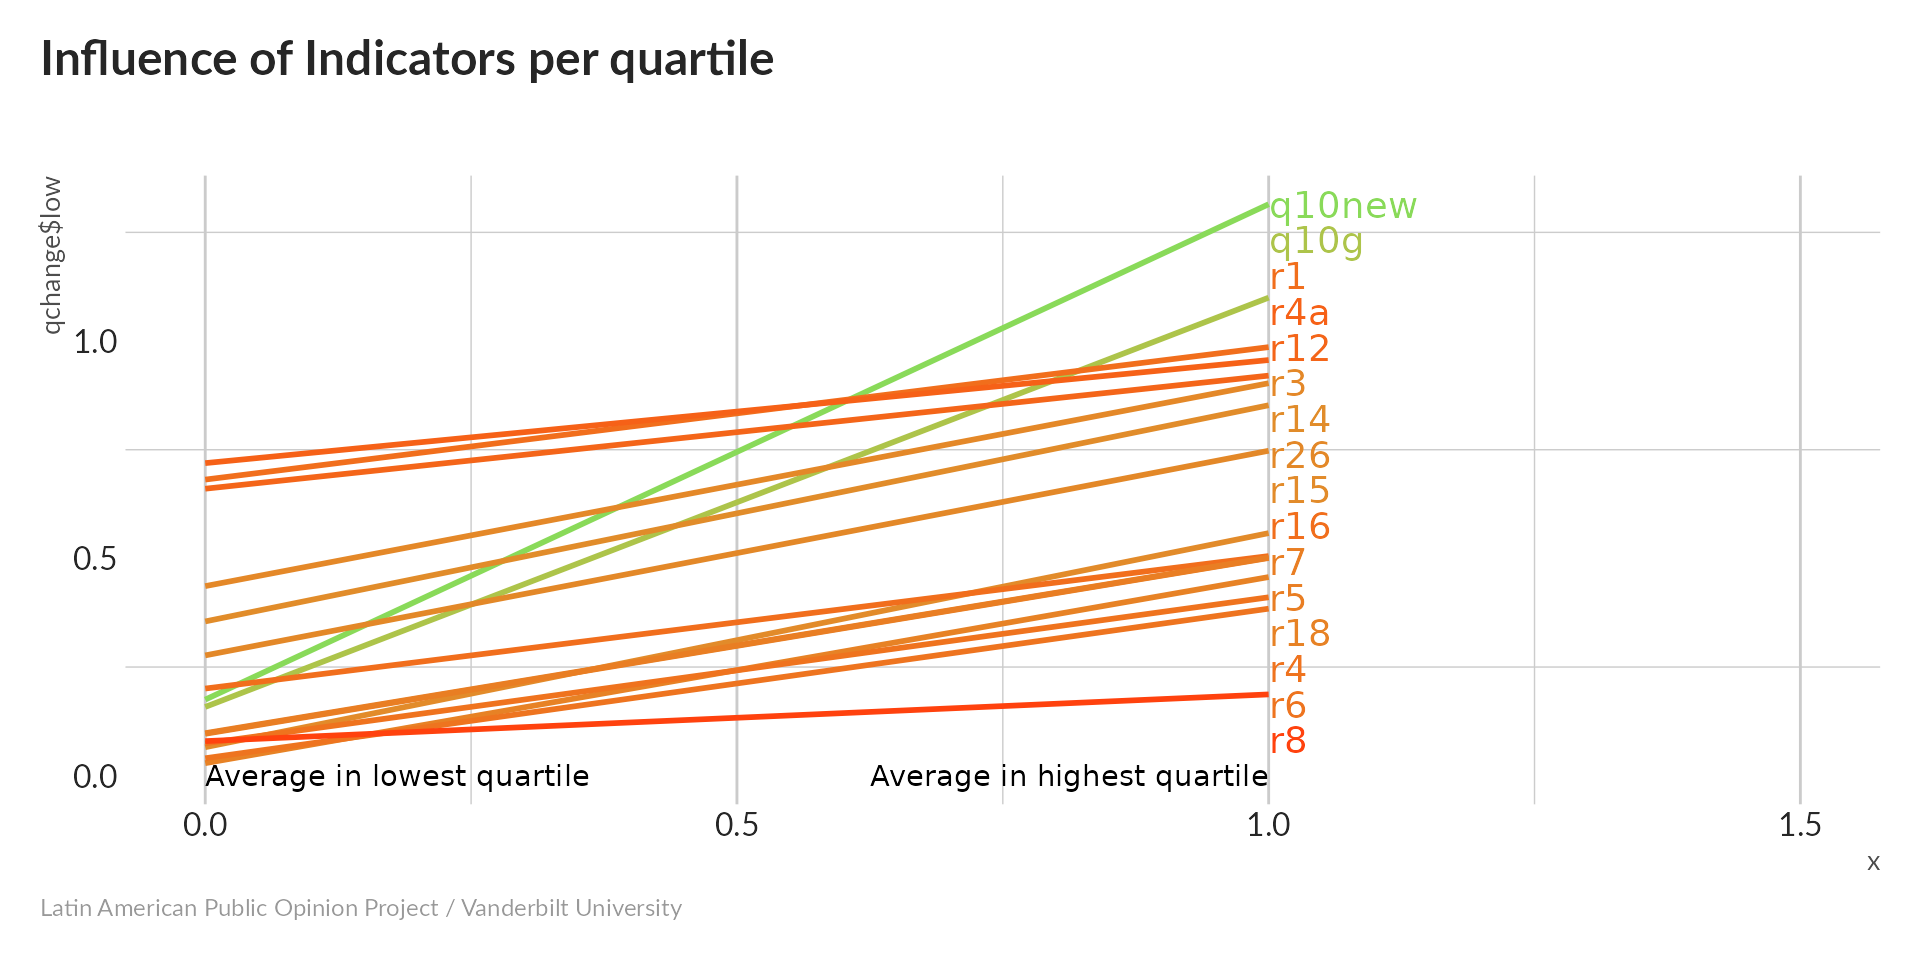 Influence of Indicators per quartile
qchange$low
q10new
q10g
r1
r4a
1.0
r12
r3
r14
r26
r15
r16
0.5
r7
r5
r18
r4
r6
r8
0.0
Average in lowest quartile
Average in highest quartile
0.0
0.5
1.0
1.5
x
Latin American Public Opinion Project / Vanderbilt University